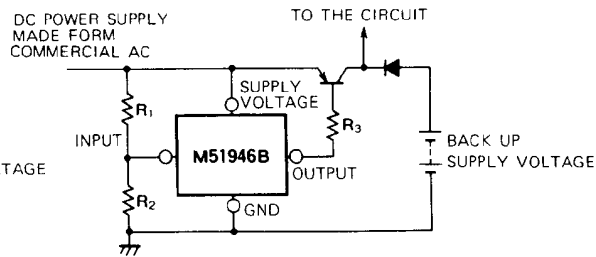 DC POWER SUPPLY
MADE FORM
COMMERCIAL AC
TO THE CIRCUIT
SUPPLY
VOLTAGE
R1
R3
INPUT
M51946B
OUTPUT
BACK UP
SUPPLY VOLTAGE
TAGE
R2
GND